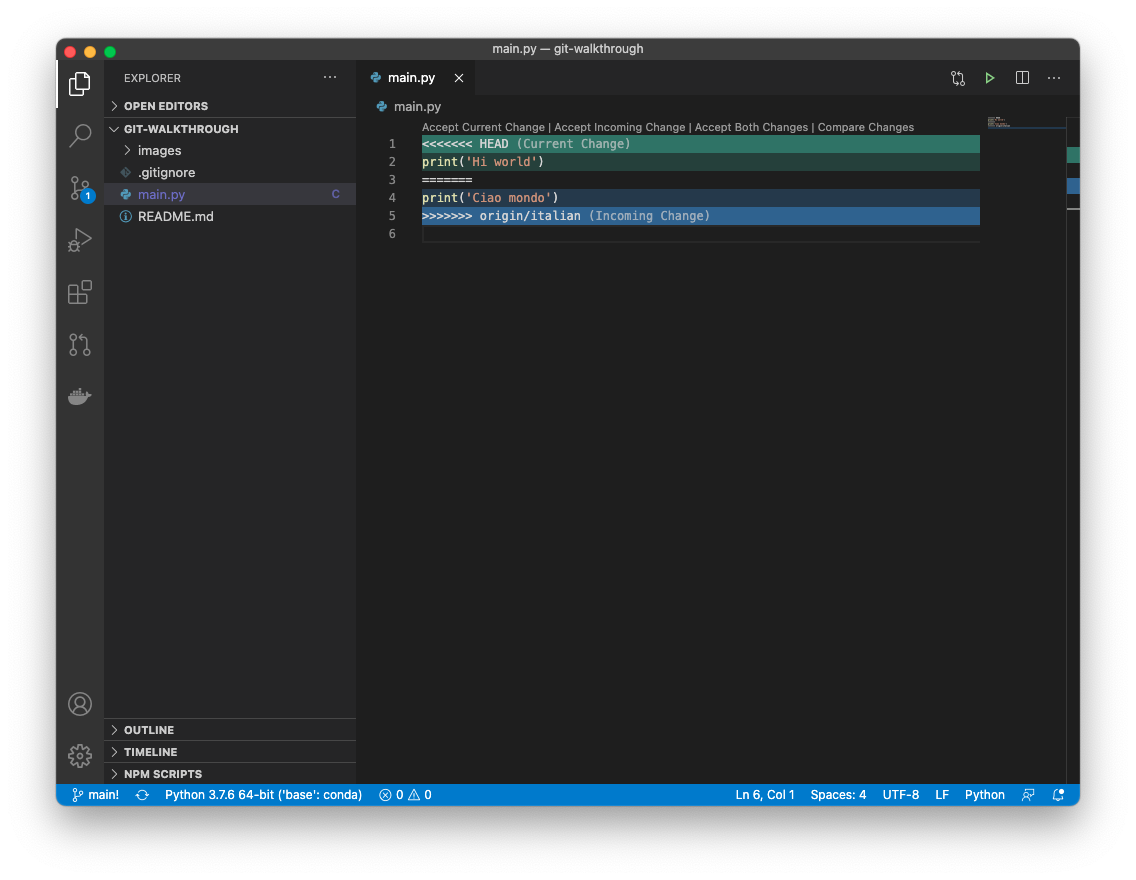 main.py — git-walkthrough
EXPLORER
OPEN EDITORS
GIT-WALKTHROUGH
images
.gitignore
main.py C
README.md
OUTLINE
TIMELINE
NPM SCRIPTS
1
main.py
main.py
Accept Current Change | Accept Incoming Change | Accept Both Changes | Compare Changes
1 <<<<<<< HEAD (Current Change)
2 print('Hi world')
3 =======
4 print('Ciao mondo')
5 >>>>>>> origin/italian (Incoming Change)
6
main! Python 3.7.6 64-bit ('base': conda) 0 0 Ln 6, Col 1 Spaces: 4 UTF-8 LF Python